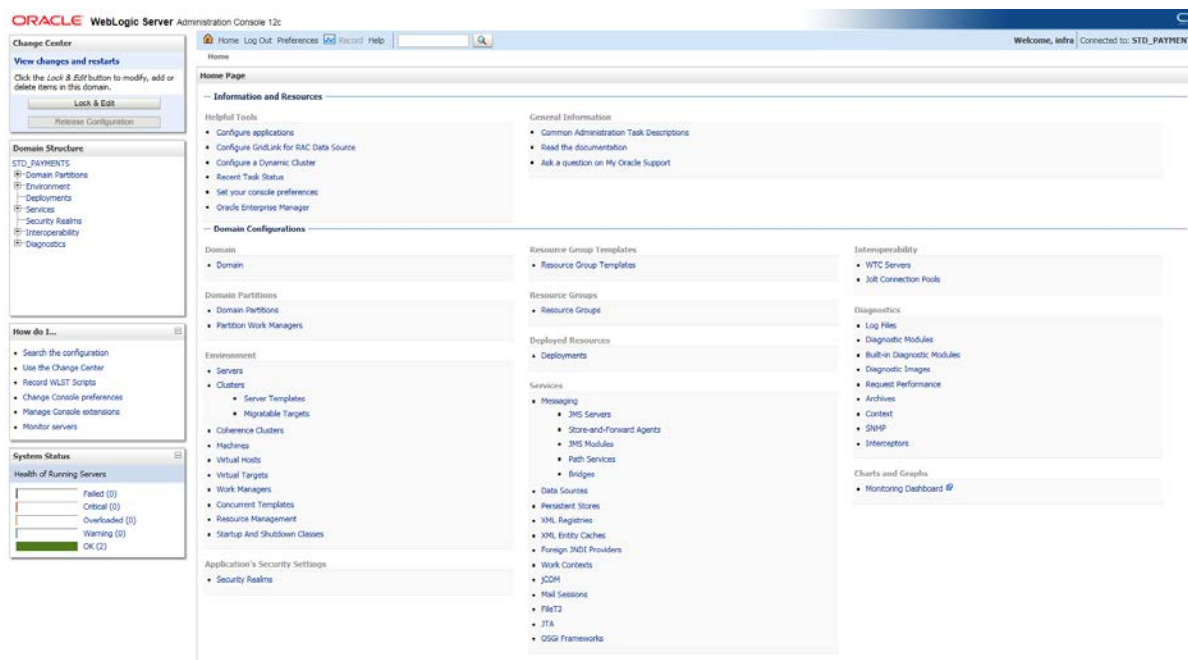 ORACLE WebLogic Server Administration Console 12c
Change Center
View changes and restarts
Click the Lock & Edit button to modify, add or
delete items in this domain.
Lock & Edit
Release Configuration
Domain Structure
STD_PAYMENTS
Domain Partitions
Environment
Deployments
Services
Security Realms
Interoperability
Diagnostics
How do I...
Search the configuration
Use the Change Center
Record WLST Scripts
Change Console preferences
Manage Console extensions
Monitor servers
System Status
Health of Running Servers
Failed (0)
Critical (0)
Overloaded (0)
Warning (0)
OK (2)
Home Log Out Preferences Record Help
Welcome, infra Connected to: STD_PAYMEN
Home
Home Page
Information and Resources
Helpful Tools
Configure applications
Configure GridLink for RAC Data Source
Configure a Dynamic Cluster
Recent Task Status
Set your console preferences
Oracle Enterprise Manager
General Information
Common Administration Task Descriptions
Read the documentation
Ask a question on My Oracle Support
Domain Configurations
Domain
Domain
Domain Partitions
Domain Partitions
Partition Work Managers
Environment
Servers
Clusters
Server Templates
Migratable Targets
Coherence Clusters
Machines
Virtual Hosts
Virtual Targets
Work Managers
Concurrent Templates
Resource Management
Startup And Shutdown Classes
Application's Security Settings
Security Realms
Resource Group Templates
Resource Group Templates
Resource Groups
Resource Groups
Deployed Resources
Deployments
Services
Messaging
JMS Servers
Store-and-Forward Agents
JMS Modules
Path Services
Bridges
Data Sources
Persistent Stores
XML Registries
XML Entity Caches
Foreign JNDI Providers
Work Contexts
jCOM
Mail Sessions
FileT3
JTA
OSGi Frameworks
Interoperability
WTC Servers
Jolt Connection Pools
Diagnostics
Log Files
Diagnostic Modules
Built-in Diagnostic Modules
Diagnostic Images
Request Performance
Archives
Context
SNMP
Interceptors
Charts and Graphs
Monitoring Dashboard